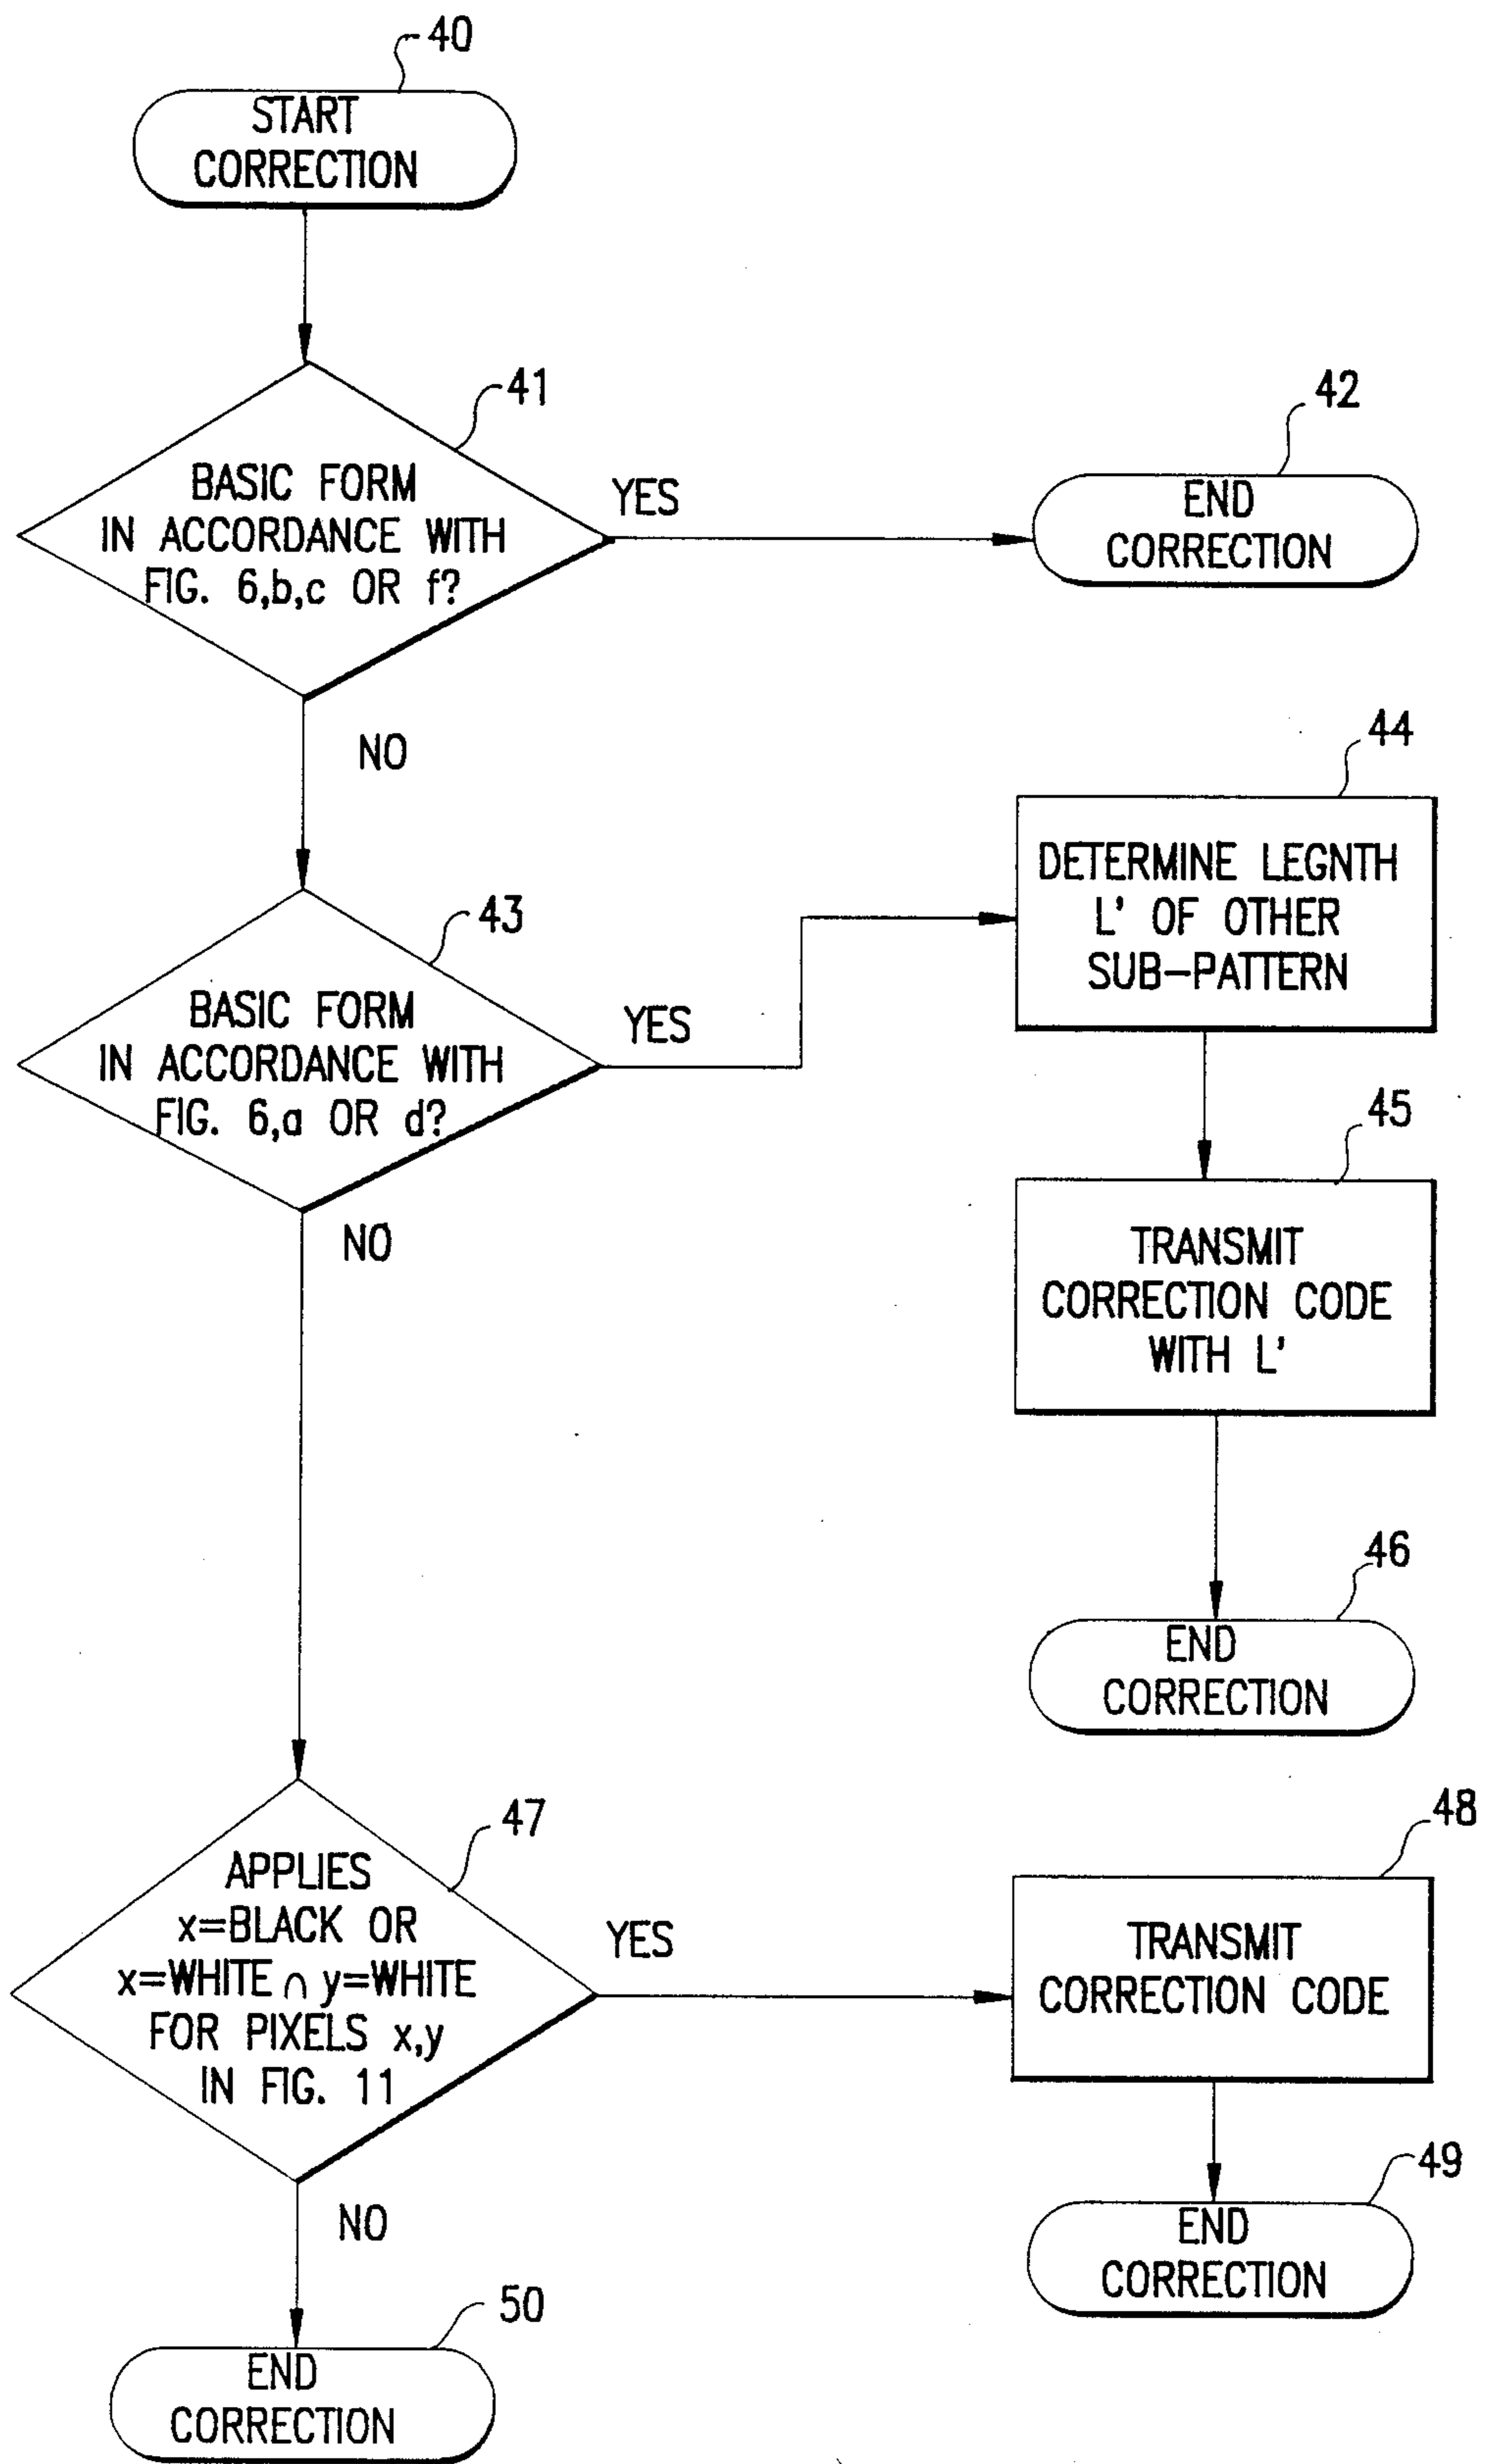 40
START
CORRECTION
41
BASIC FORM
IN ACCORDANCE WITH
FIG. 6,b,c OR f?
YES
42
END
CORRECTION
NO
43
BASIC FORM
IN ACCORDANCE WITH
FIG. 6,a OR d?
YES
44
DETERMINE LEGNTH
L' OF OTHER
SUB-PATTERN
45
TRANSMIT
CORRECTION CODE
WITH L'
NO
46
END
CORRECTION
47
APPLIES
x=BLACK OR
x=WHITE ∩ y=WHITE
FOR PIXELS x,y
IN FIG. 11
YES
48
TRANSMIT
CORRECTION CODE
49
END
CORRECTION
NO
50
END
CORRECTION